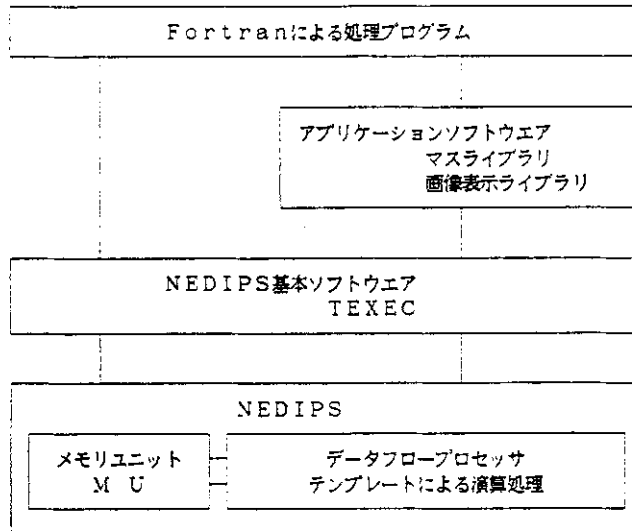 Ｆｏｒｔｒａｎによる処理プログラム
アプリケーションソフトウエア
マスライブラリ
画像表示ライブラリ
ＮＥＤＩＰＳ基本ソフトウエア
ＴＥＸＥＣ
ＮＥＤＩＰＳ
メモリユニット
Ｍ　Ｕ
データフロープロセッサ
テンプレートによる演算処理